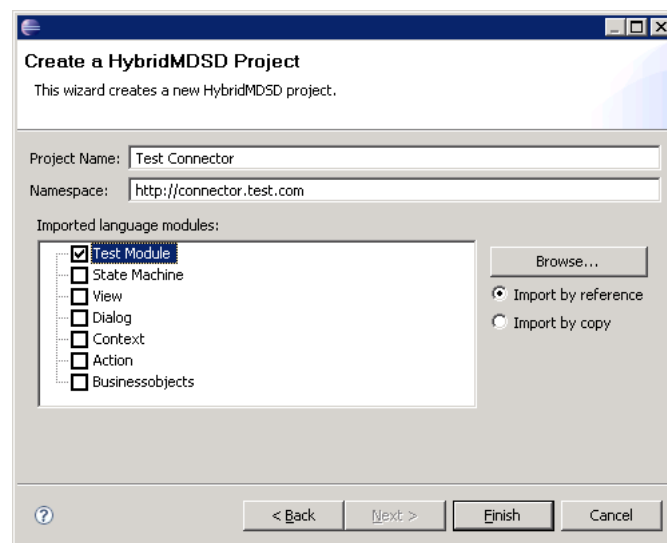 Create a HybridMDSD Project
This wizard creates a new HybridMDSD project.
Project Name: Test Connector
Namespace: http://connector.test.com
Imported language modules:
Test Module
State Machine
View
Dialog
Context
Action
Businessobjects
Browse...
Import by reference
Import by copy
? < Back Next > Finish Cancel